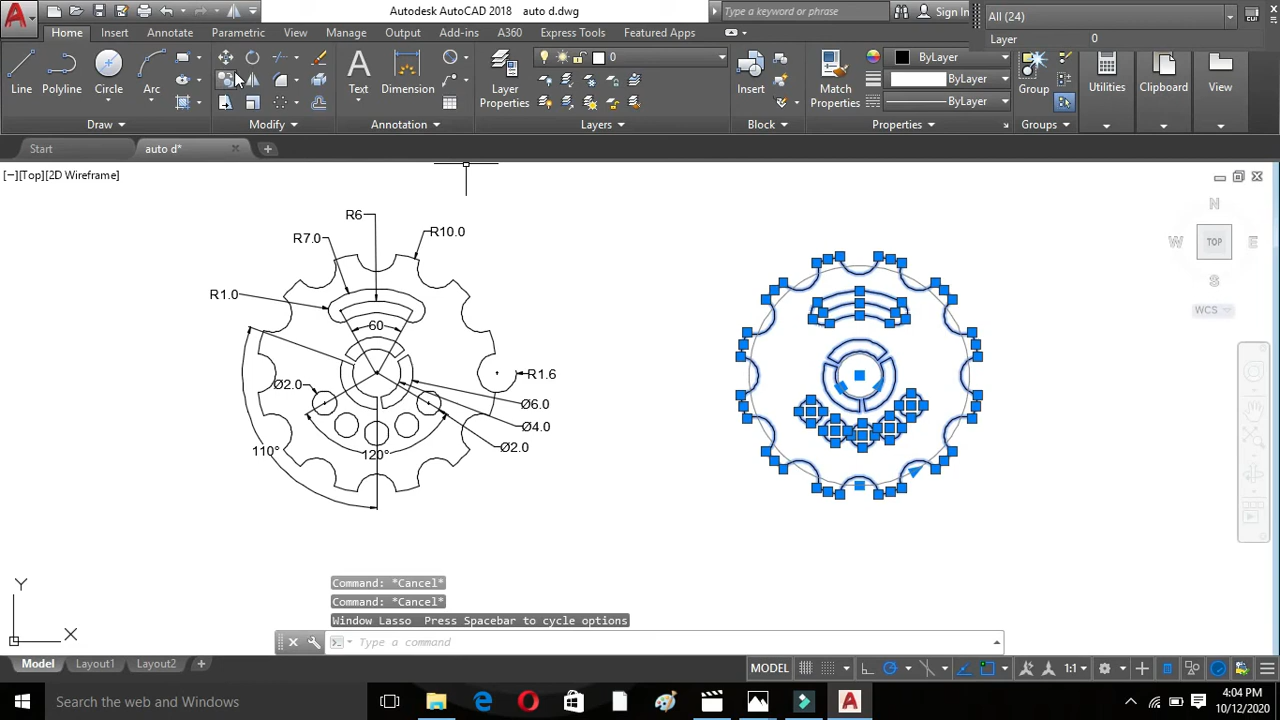 Autodesk AutoCAD 2018 auto d.dwg
Type a keyword or phrase
Sign In
All (24)
Layer 0
Home Insert Annotate Parametric View Manage Output Add-ins A360 Express Tools Featured Apps
Line
Polyline
Circle
Arc
Text
Dimension
Layer
Properties
0
Insert
Match
Properties
ByLayer
ByLayer
ByLayer
Group
Utilities
Clipboard
View
Draw
Modify
Annotation
Layers
Block
Properties
Groups
Start
auto d*
[−][Top][2D Wireframe]
N
W
TOP
E
S
WCS
R6
R10.0
R7.0
R1.0
60
R1.6
Ø2.0
Ø6.0
Ø4.0
Ø2.0
110°
120°
Y
X
Command: *Cancel*
Command: *Cancel*
Window Lasso Press Spacebar to cycle options
Type a command
Model Layout1 Layout2
MODEL
1:1
Search the web and Windows
4:04 PM
10/12/2020